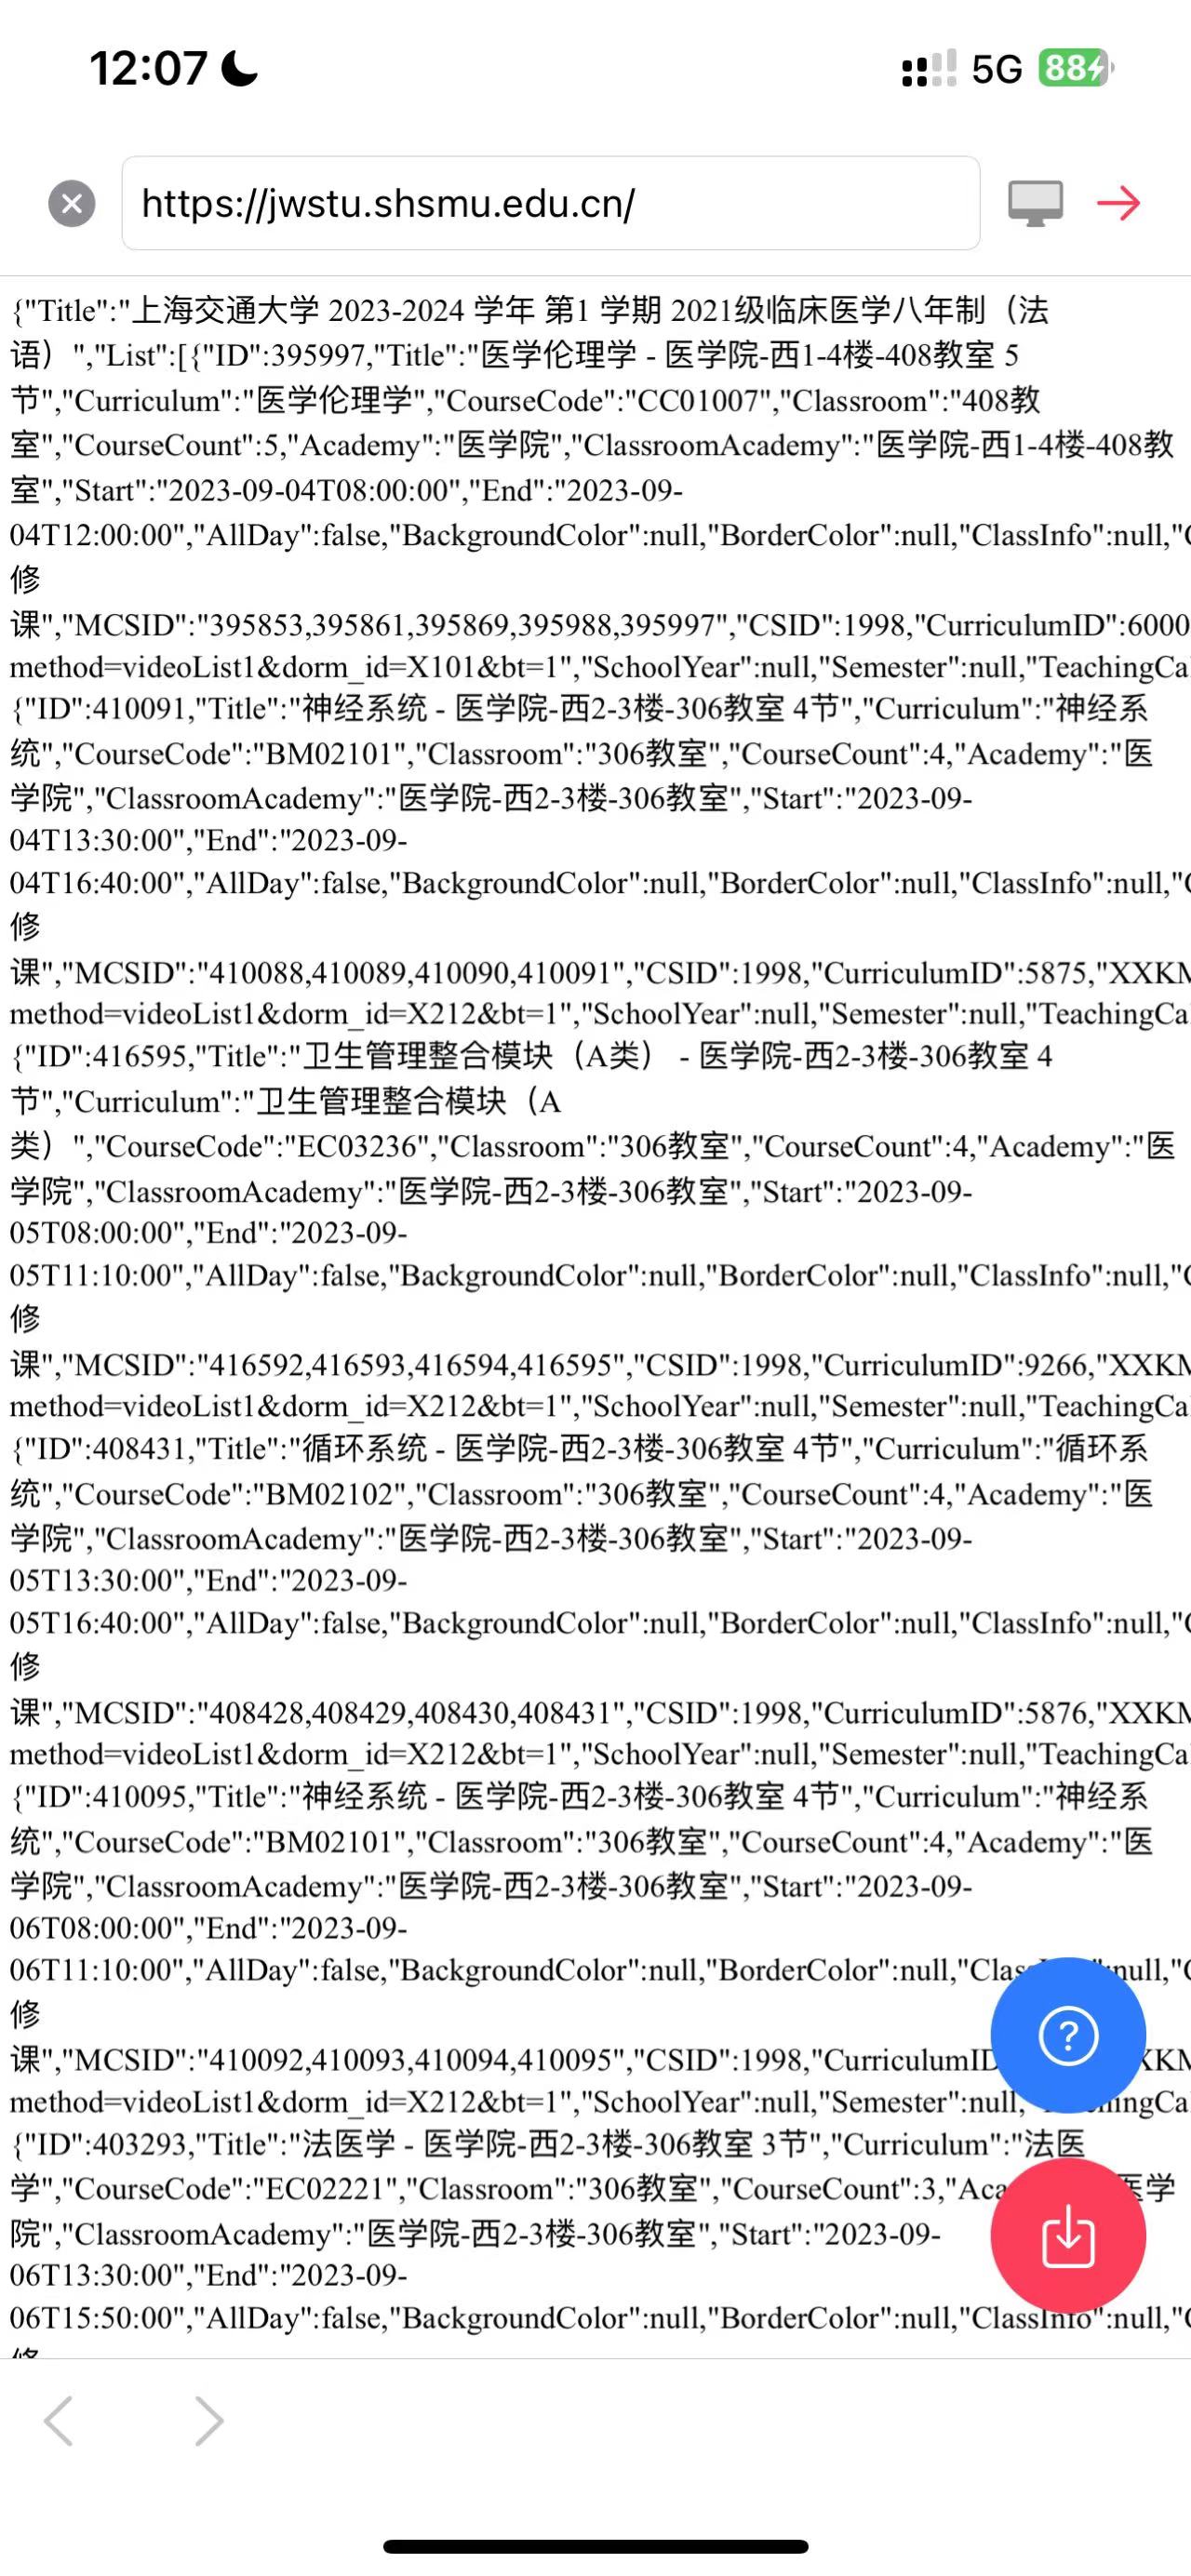 12:07
5G
88
https://jwstu.shsmu.edu.cn/
{"Title":"上海交通大学 2023-2024 学年 第1 学期 2021级临床医学八年制（法
语）","List":[{"ID":395997,"Title":"医学伦理学 - 医学院-西1-4楼-408教室 5
节","Curriculum":"医学伦理学","CourseCode":"CC01007","Classroom":"408教
室","CourseCount":5,"Academy":"医学院","ClassroomAcademy":"医学院-西1-4楼-408教
室","Start":"2023-09-04T08:00:00","End":"2023-09-
04T12:00:00","AllDay":false,"BackgroundColor":null,"BorderColor":null,"ClassInfo":null,"
修
课","MCSID":"395853,395861,395869,395988,395997","CSID":1998,"CurriculumID":6000
method=videoList1&dorm_id=X101&bt=1","SchoolYear":null,"Semester":null,"TeachingCa
{"ID":410091,"Title":"神经系统 - 医学院-西2-3楼-306教室 4节","Curriculum":"神经系
统","CourseCode":"BM02101","Classroom":"306教室","CourseCount":4,"Academy":"医
学院","ClassroomAcademy":"医学院-西2-3楼-306教室","Start":"2023-09-
04T13:30:00","End":"2023-09-
04T16:40:00","AllDay":false,"BackgroundColor":null,"BorderColor":null,"ClassInfo":null,"
修
课","MCSID":"410088,410089,410090,410091","CSID":1998,"CurriculumID":5875,"XXKM
method=videoList1&dorm_id=X212&bt=1","SchoolYear":null,"Semester":null,"TeachingCa
{"ID":416595,"Title":"卫生管理整合模块（A类） - 医学院-西2-3楼-306教室 4
节","Curriculum":"卫生管理整合模块（A
类）","CourseCode":"EC03236","Classroom":"306教室","CourseCount":4,"Academy":"医
学院","ClassroomAcademy":"医学院-西2-3楼-306教室","Start":"2023-09-
05T08:00:00","End":"2023-09-
05T11:10:00","AllDay":false,"BackgroundColor":null,"BorderColor":null,"ClassInfo":null,"
修
课","MCSID":"416592,416593,416594,416595","CSID":1998,"CurriculumID":9266,"XXKM
method=videoList1&dorm_id=X212&bt=1","SchoolYear":null,"Semester":null,"TeachingCa
{"ID":408431,"Title":"循环系统 - 医学院-西2-3楼-306教室 4节","Curriculum":"循环系
统","CourseCode":"BM02102","Classroom":"306教室","CourseCount":4,"Academy":"医
学院","ClassroomAcademy":"医学院-西2-3楼-306教室","Start":"2023-09-
05T13:30:00","End":"2023-09-
05T16:40:00","AllDay":false,"BackgroundColor":null,"BorderColor":null,"ClassInfo":null,"
修
课","MCSID":"408428,408429,408430,408431","CSID":1998,"CurriculumID":5876,"XXKM
method=videoList1&dorm_id=X212&bt=1","SchoolYear":null,"Semester":null,"TeachingCa
{"ID":410095,"Title":"神经系统 - 医学院-西2-3楼-306教室 4节","Curriculum":"神经系
统","CourseCode":"BM02101","Classroom":"306教室","CourseCount":4,"Academy":"医
学院","ClassroomAcademy":"医学院-西2-3楼-306教室","Start":"2023-09-
06T08:00:00","End":"2023-09-
06T11:10:00","AllDay":false,"BackgroundColor":null,"BorderColor":null,"Clas null,"
修
课","MCSID":"410092,410093,410094,410095","CSID":1998,"CurriculumID XKM
method=videoList1&dorm_id=X212&bt=1","SchoolYear":null,"Semester":null, ingCa
{"ID":403293,"Title":"法医学 - 医学院-西2-3楼-306教室 3节","Curriculum":"法医
学","CourseCode":"EC02221","Classroom":"306教室","CourseCount":3,"Aca 医学
院","ClassroomAcademy":"医学院-西2-3楼-306教室","Start":"2023-09-
06T13:30:00","End":"2023-09-
06T15:50:00","AllDay":false,"BackgroundColor":null,"BorderColor":null,"ClassInfo":null,"